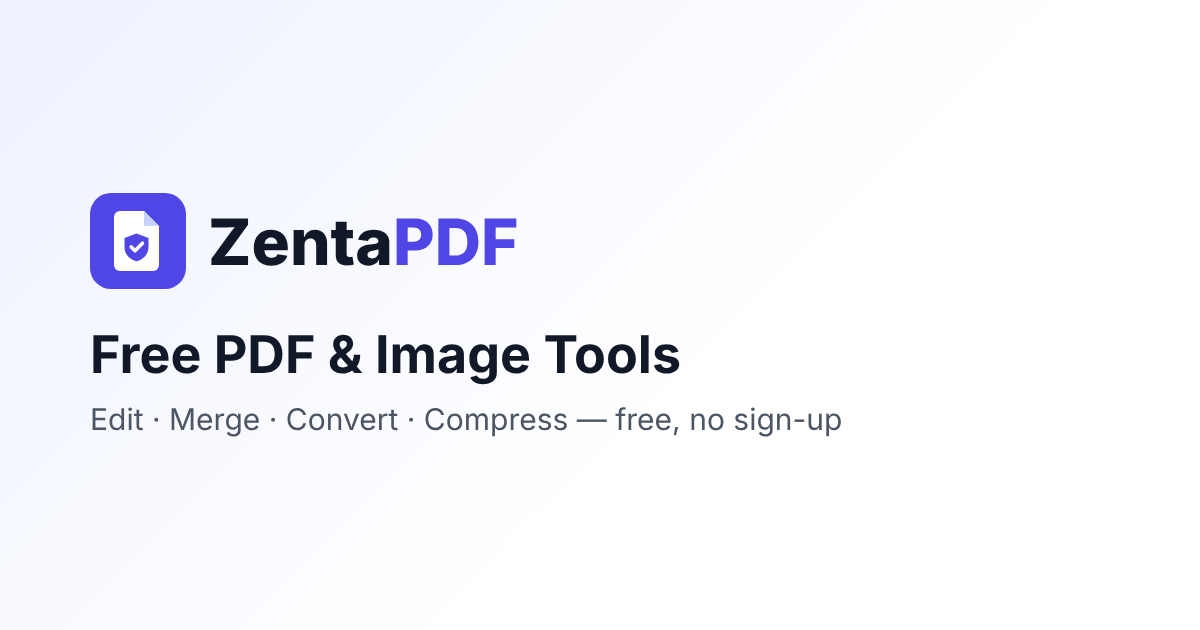 ZentaPDF
Free PDF & Image Tools
Edit · Merge · Convert · Compress — free, no sign-up